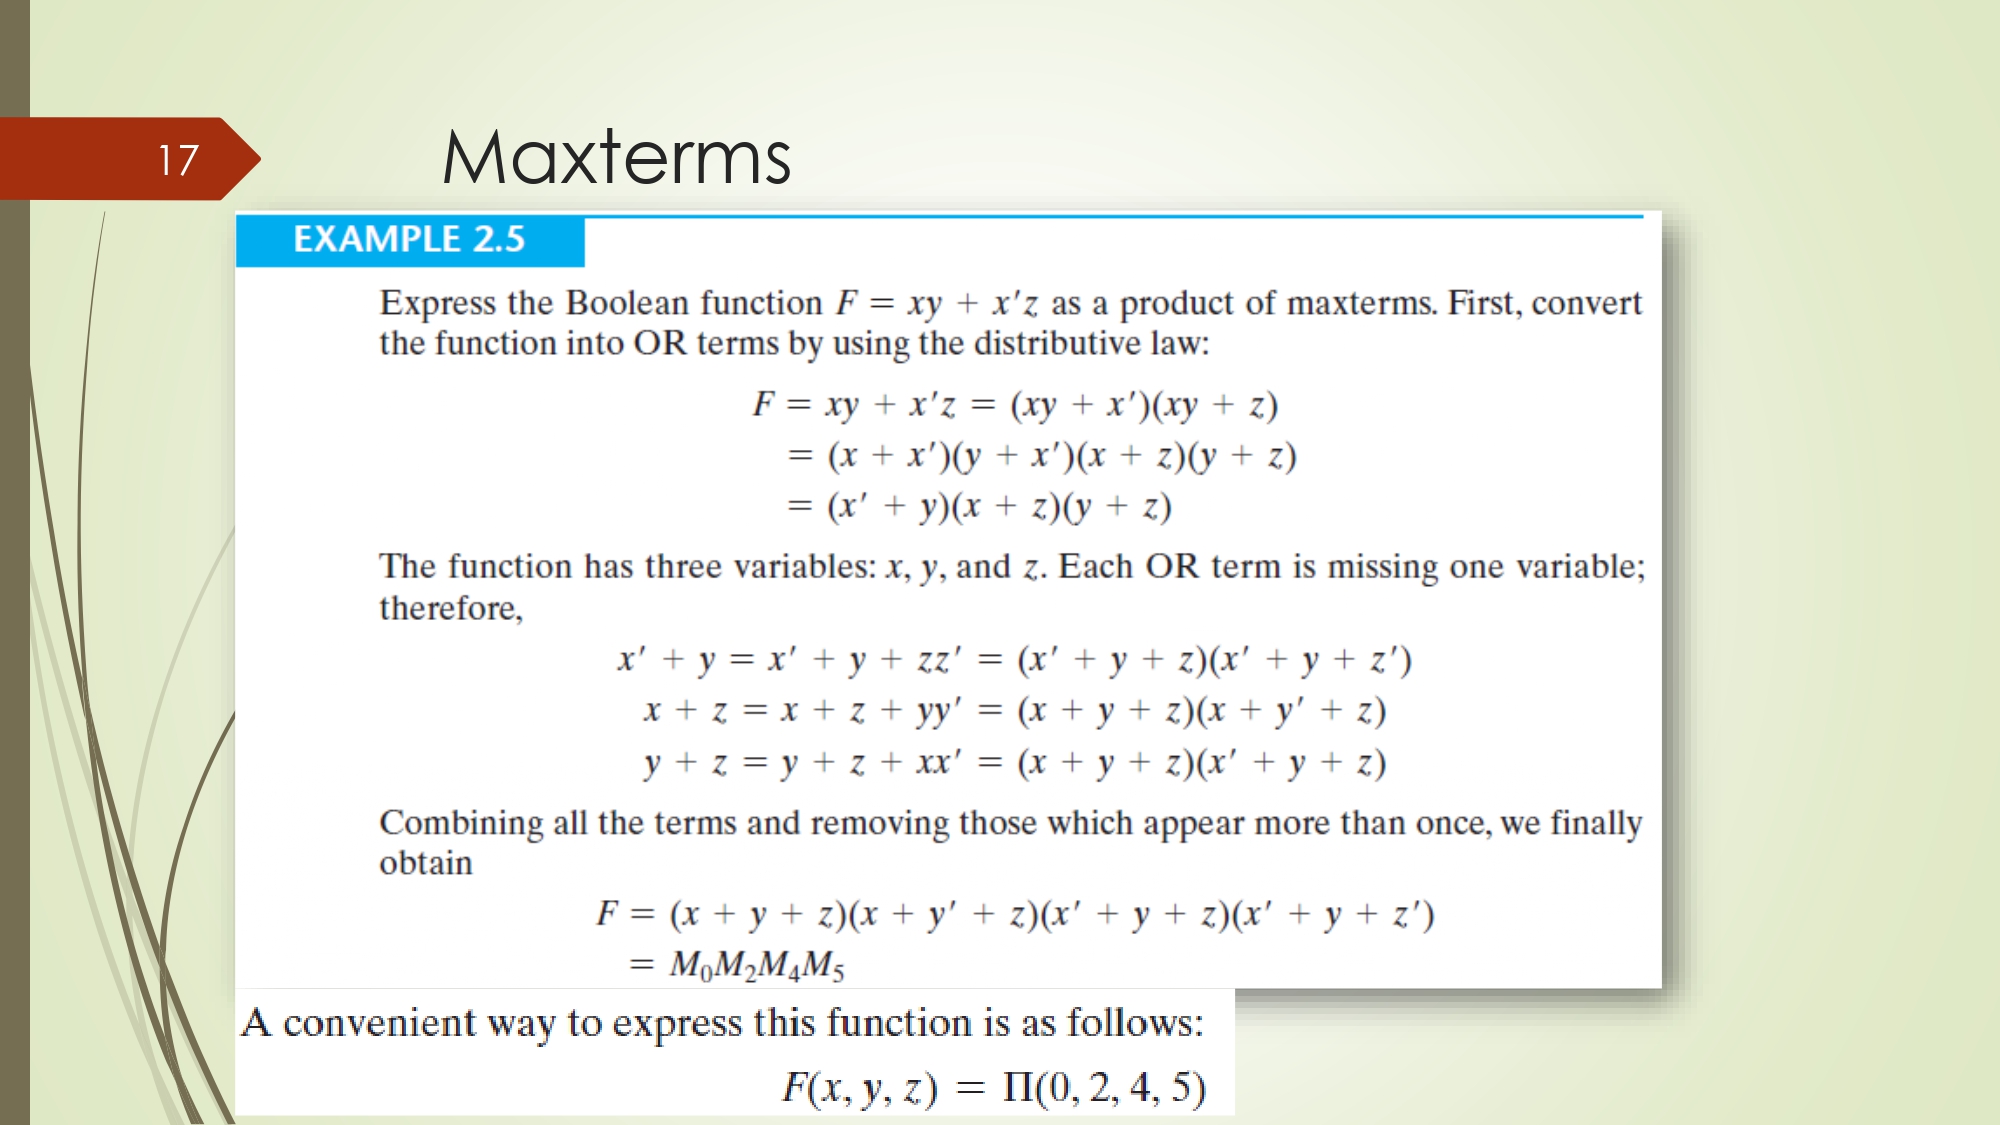 17
Maxterms
EXAMPLE 2.5
Express the Boolean function F = xy + x′z as a product of maxterms. First, convert
the function into OR terms by using the distributive law:
F = xy + x′z = (xy + x′)(xy + z)
= (x + x′)(y + x′)(x + z)(y + z)
= (x′ + y)(x + z)(y + z)
The function has three variables: x, y, and z. Each OR term is missing one variable;
therefore,
x′ + y = x′ + y + zz′ = (x′ + y + z)(x′ + y + z′)
x + z = x + z + yy′ = (x + y + z)(x + y′ + z)
y + z = y + z + xx′ = (x + y + z)(x′ + y + z)
Combining all the terms and removing those which appear more than once, we finally
obtain
F = (x + y + z)(x + y′ + z)(x′ + y + z)(x′ + y + z′)
= M₀M₂M₄M₅
A convenient way to express this function is as follows:
F(x, y, z) = Π(0, 2, 4, 5)